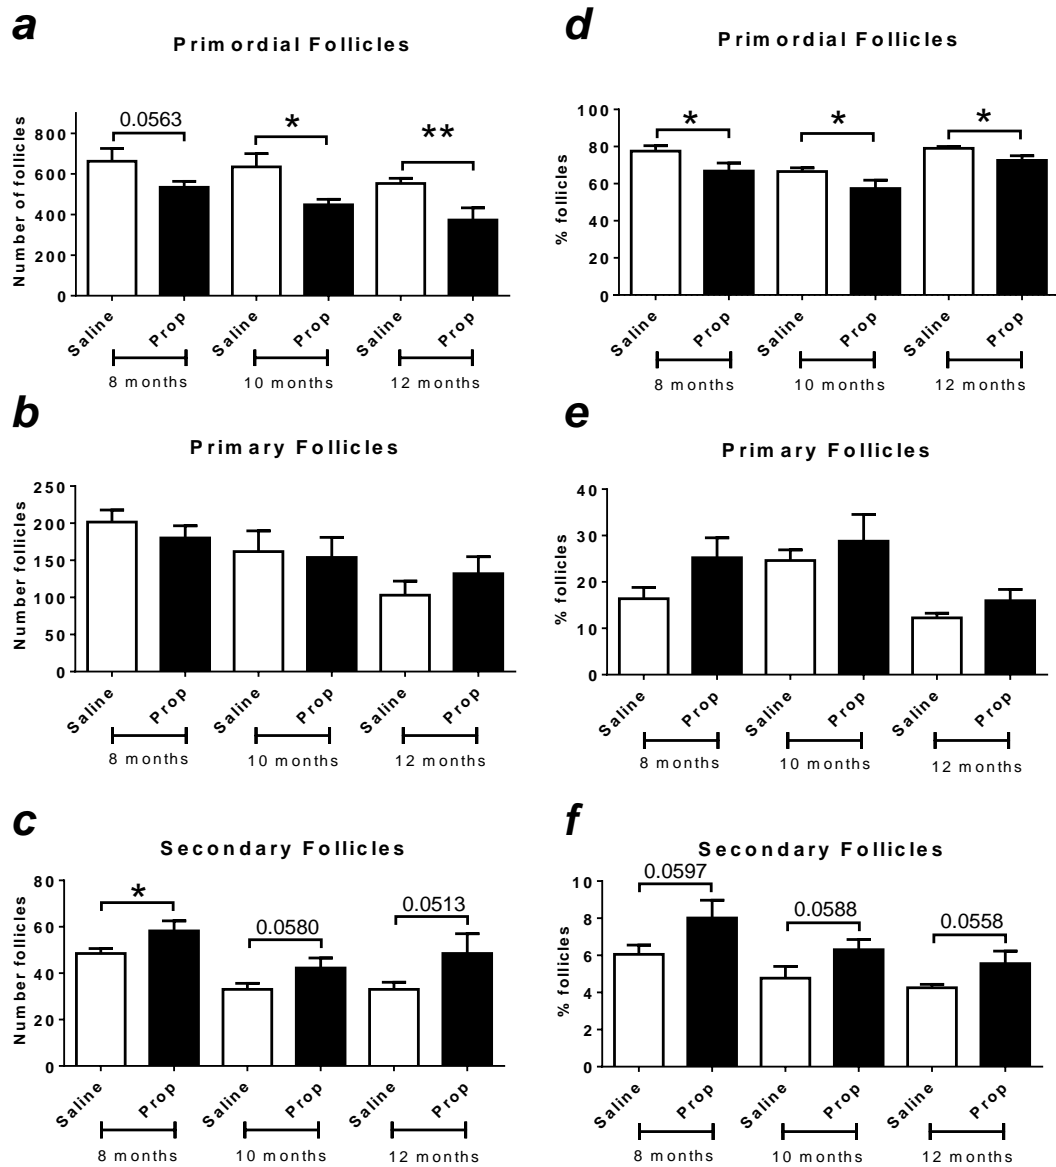 a
Primordial Follicles
Number of follicles
800
600
400
200
0
0.0563
*
**
Saline
Prop
Saline
Prop
Saline
Prop
8 months
10 months
12 months
d
Primordial Follicles
% follicles
100
80
60
40
20
0
*
*
*
Saline
Prop
Saline
Prop
Saline
Prop
8 months
10 months
12 months
b
Primary Follicles
Number follicles
250
200
150
100
50
0
Saline
Prop
Saline
Prop
Saline
Prop
8 months
10 months
12 months
e
Primary Follicles
% follicles
40
30
20
10
0
Saline
Prop
Saline
Prop
Saline
Prop
8 months
10 months
12 months
c
Secondary Follicles
Number follicles
80
60
40
20
0
*
0.0580
0.0513
Saline
Prop
Saline
Prop
Saline
Prop
8 months
10 months
12 months
f
Secondary Follicles
% follicles
10
8
6
4
2
0
0.0597
0.0588
0.0558
Saline
Prop
Saline
Prop
Saline
Prop
8 months
10 months
12 months